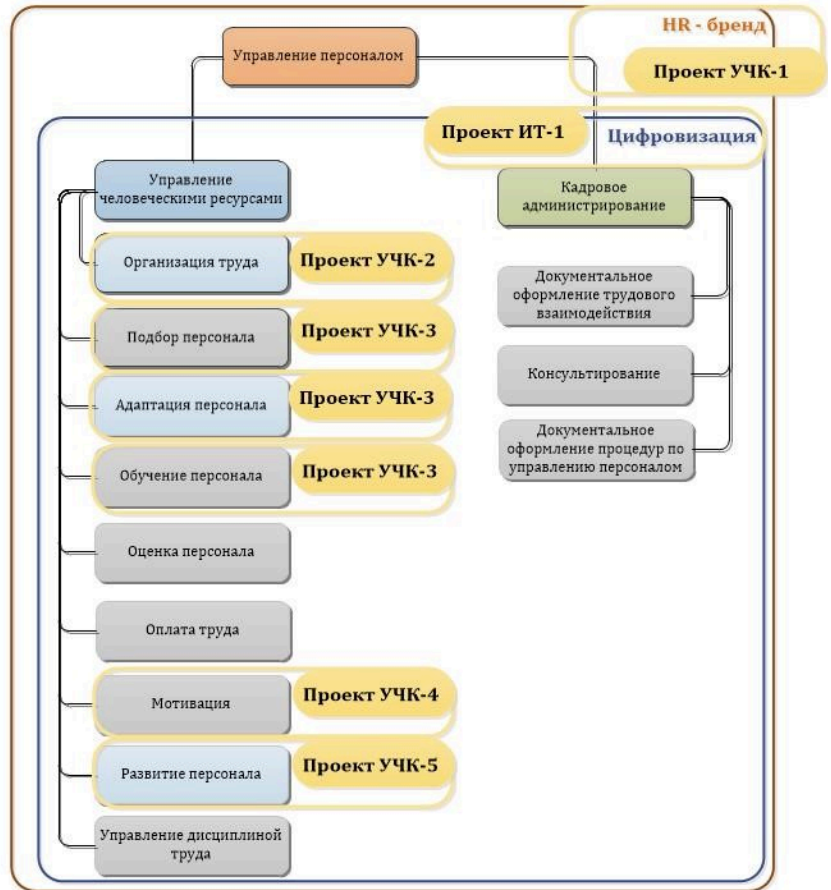 HR - бренд
Управление персоналом
Проект УЧК-1
Проект ИТ-1
Цифровизация
Управление
человеческими ресурсами
Кадровое
администрирование
Организация труда
Проект УЧК-2
Документальное
оформление трудового
взаимодействия
Подбор персонала
Проект УЧК-3
Консультирование
Адаптация персонала
Проект УЧК-3
Документальное
оформление процедур по
управлению персоналом
Обучение персонала
Проект УЧК-3
Оценка персонала
Оплата труда
Мотивация
Проект УЧК-4
Развитие персонала
Проект УЧК-5
Управление дисциплиной
труда